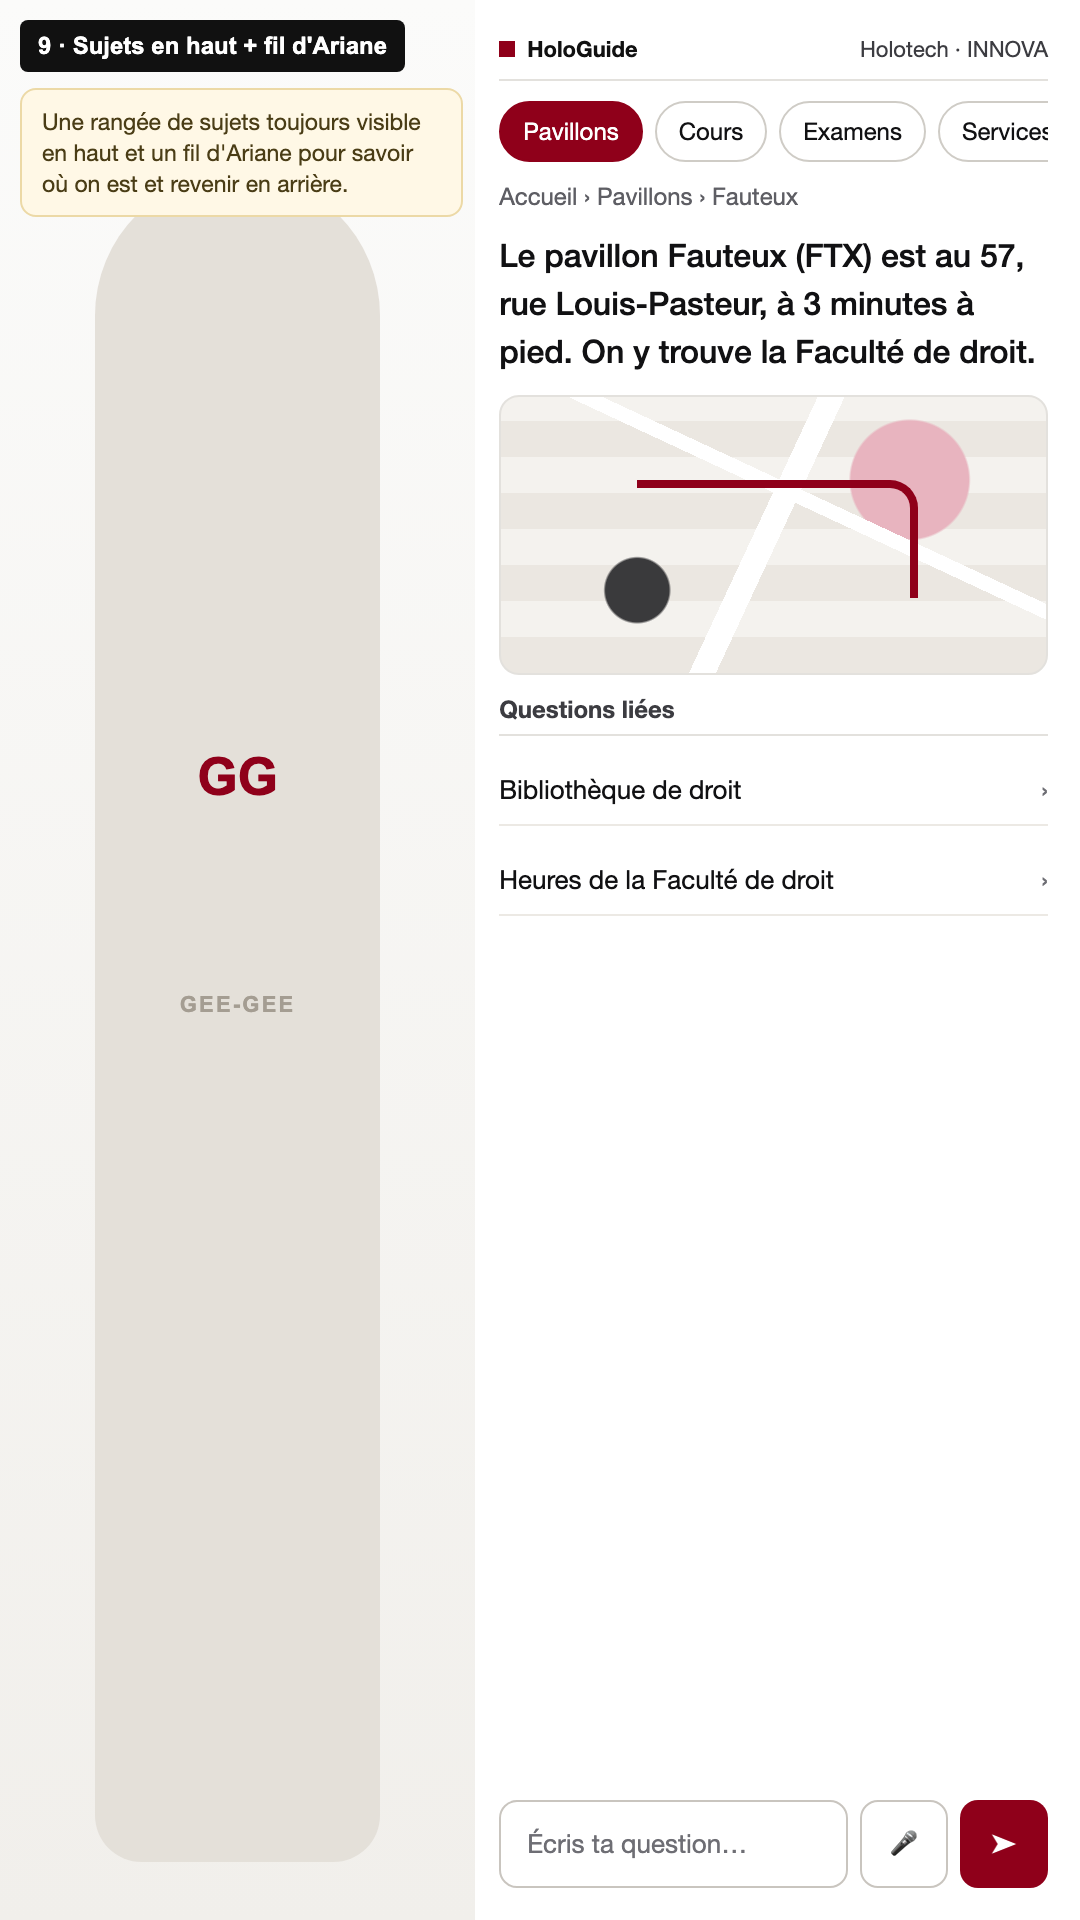 9 · Sujets en haut + fil d'Ariane
Une rangée de sujets toujours visible
en haut et un fil d'Ariane pour savoir
où on est et revenir en arrière.
GG
GEE-GEE
HoloGuide
Holotech · INNOVA
Pavillons
Cours
Examens
Services
Accueil › Pavillons › Fauteux
Le pavillon Fauteux (FTX) est au 57,
rue Louis-Pasteur, à 3 minutes à
pied. On y trouve la Faculté de droit.
Questions liées
Bibliothèque de droit ›
Heures de la Faculté de droit ›
Écris ta question…